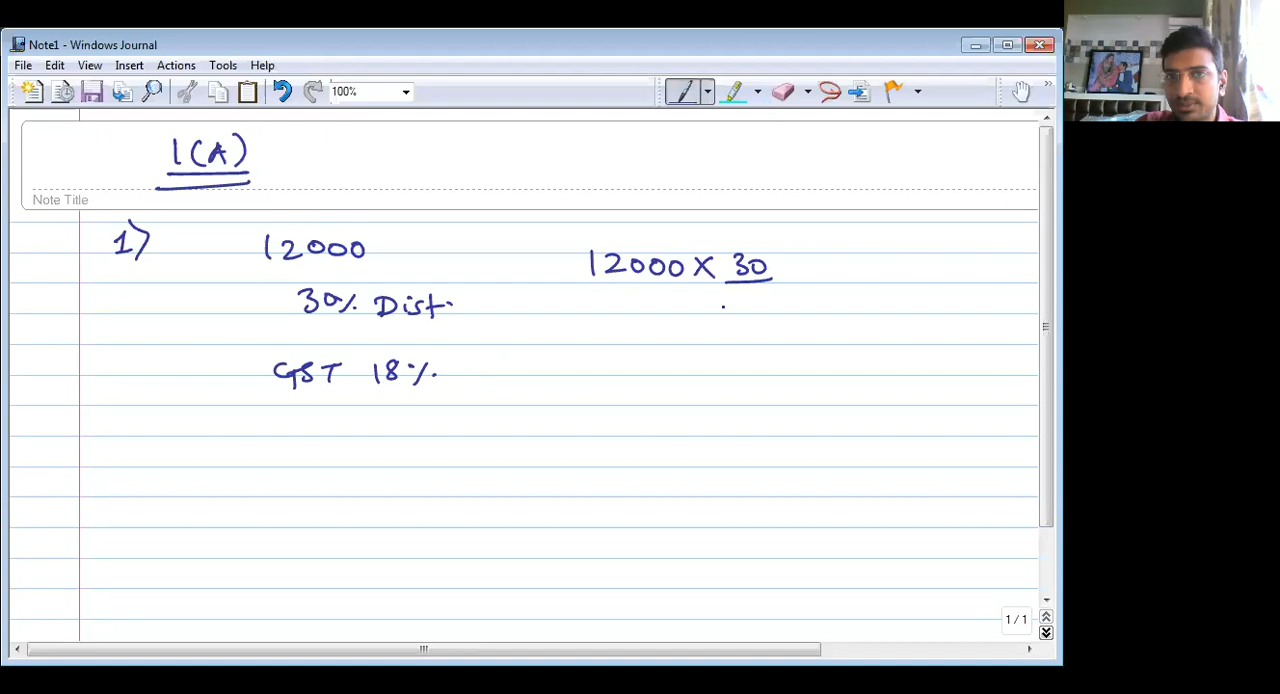 Note1 - Windows Journal
File Edit View Insert Actions Tools Help
100%
1(A)
Note Title
1) 12000
12000 X 30
30% Dist.
GST 18%
1 / 1